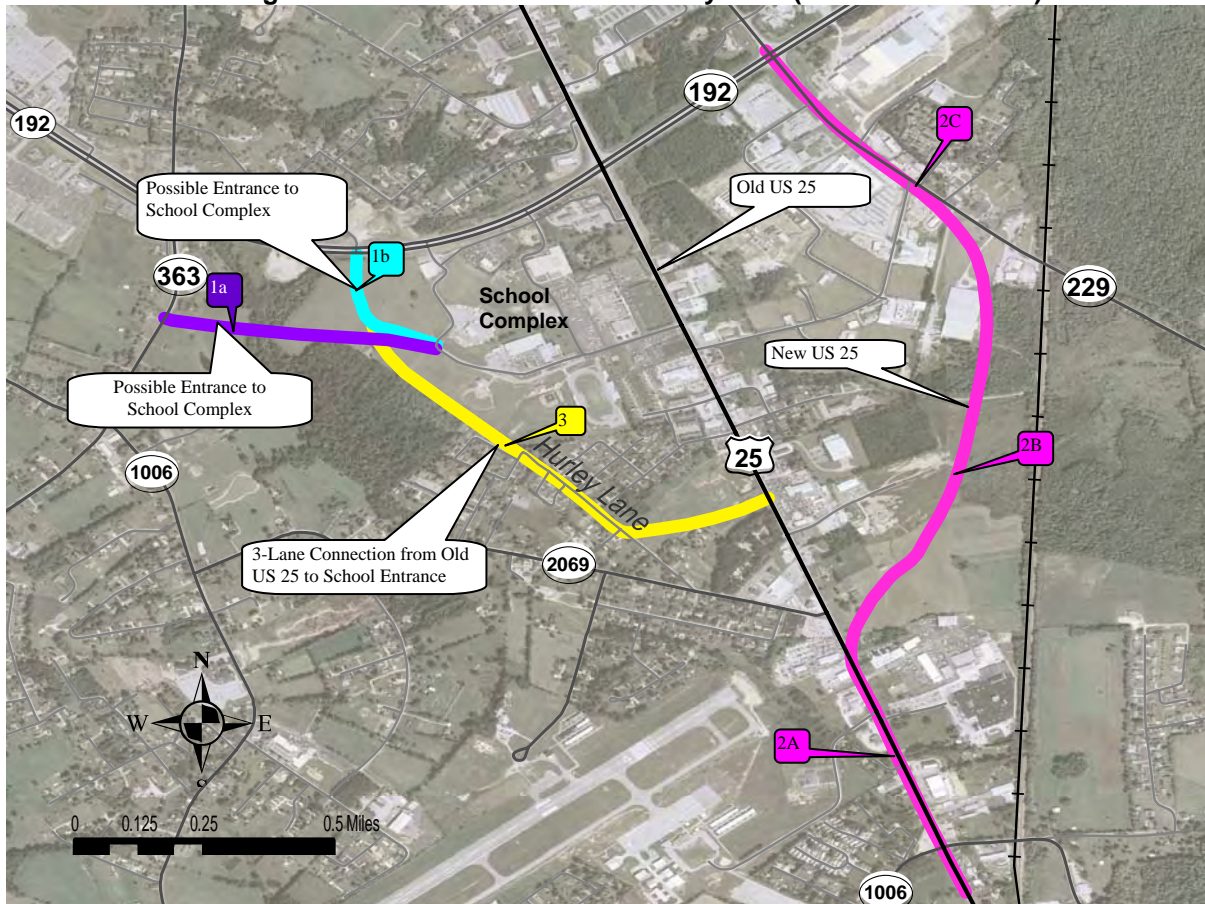 192
192
2C
Possible Entrance to
School Complex
Old US 25
1b
363
1a
School
Complex
229
New US 25
Possible Entrance to
School Complex
3
25
2B
1006
Hurley Lane
3-Lane Connection from Old
US 25 to School Entrance
2069
N
W
E
S
2A
0 0.125 0.25 0.5 Miles
1006